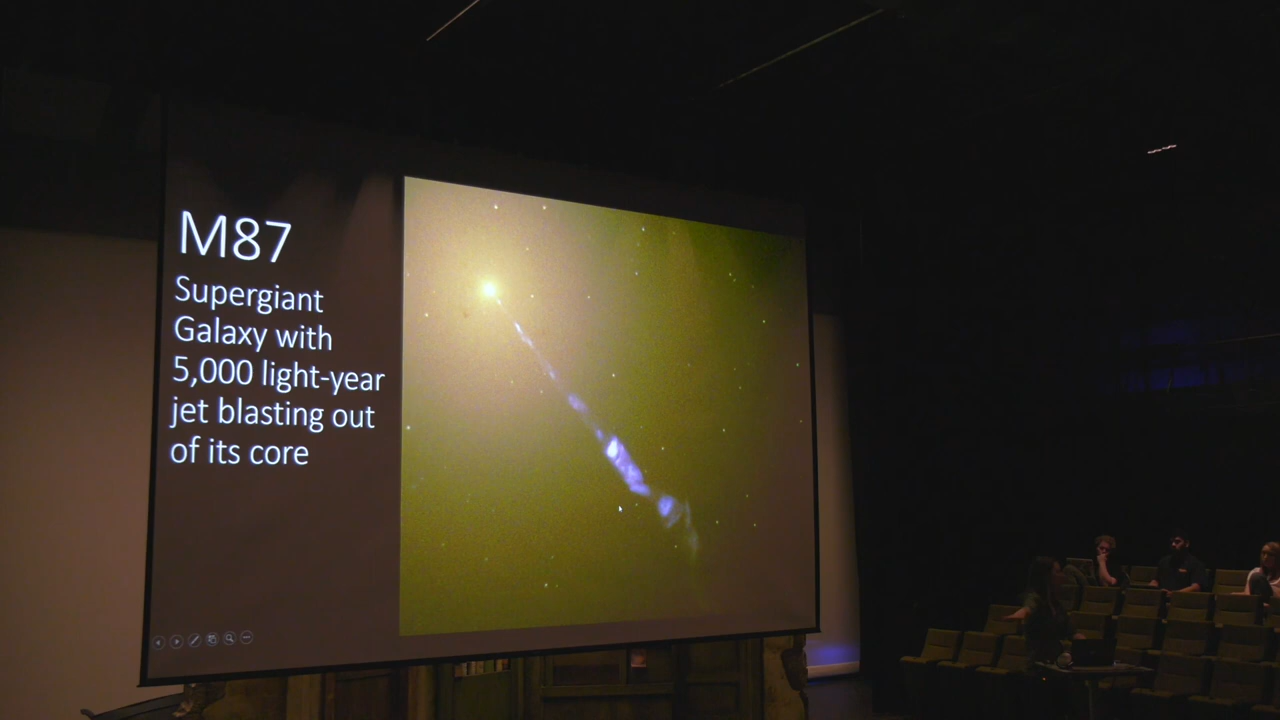 M87
Supergiant
Galaxy with
5,000 light-year
jet blasting out
of its core